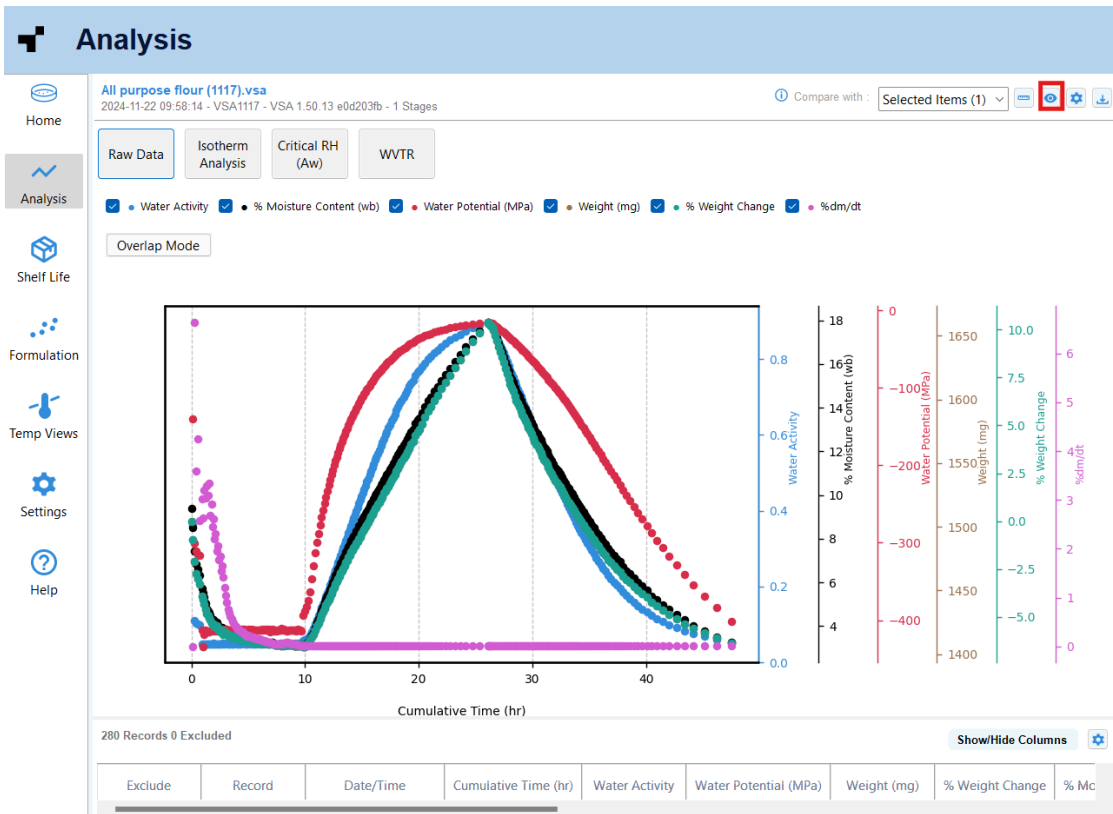 Analysis
Home
Analysis
Shelf Life
Formulation
Temp Views
Settings
Help
All purpose flour (1117).vsa
2024-11-22 09:58:14 - VSA1117 - VSA 1.50.13 e0d203fb - 1 Stages
Compare with :
Selected Items (1)
Raw Data
Isotherm
Analysis
Critical RH
(Aw)
WVTR
Water Activity
% Moisture Content (wb)
Water Potential (MPa)
Weight (mg)
% Weight Change
%dm/dt
Overlap Mode
0.8
0.6
0.4
0.2
0.0
Water Activity
18
16
14
12
10
8
6
4
% Moisture Content (wb)
0
−100
−200
−300
−400
Water Potential (MPa)
1650
1600
1550
1500
1450
1400
Weight (mg)
10.0
7.5
5.0
2.5
0.0
−2.5
−5.0
% Weight Change
6
5
4
3
2
1
0
%dm/dt
0 10 20 30 40
Cumulative Time (hr)
280 Records 0 Excluded
Show/Hide Columns
Exclude Record Date/Time Cumulative Time (hr) Water Activity Water Potential (MPa) Weight (mg) % Weight Change % Mo